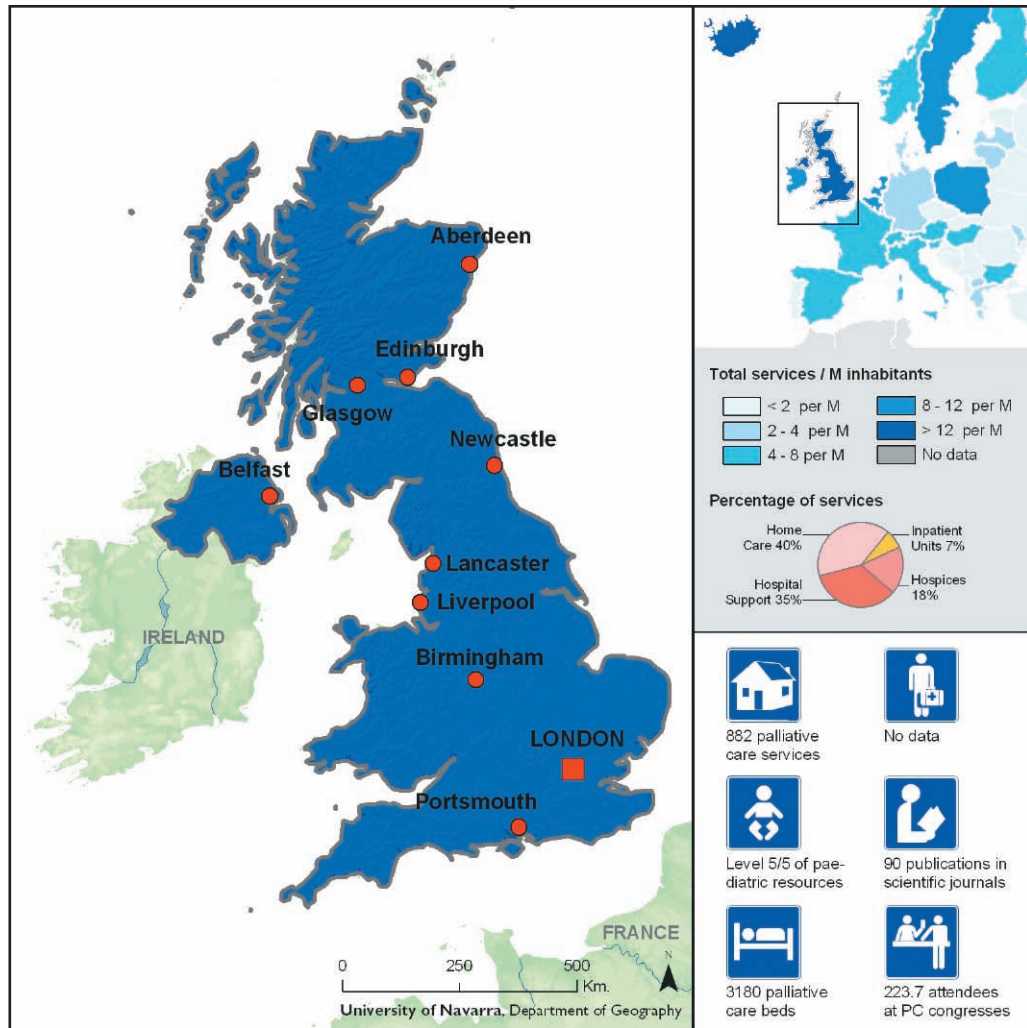 Aberdeen
Edinburgh
Glasgow
Newcastle
Belfast
Lancaster
Liverpool
IRELAND
Birmingham
LONDON
Portsmouth
FRANCE
N
0 250 500
Km.
University of Navarra, Department of Geography
Total services / M inhabitants
< 2 per M
2 - 4 per M
4 - 8 per M
8 - 12 per M
> 12 per M
No data
Percentage of services
Home
Care 40%
Inpatient
Units 7%
Hospital
Support 35%
Hospices
18%
882 palliative
care services
No data
Level 5/5 of pae-
diatric resources
90 publications in
scientific journals
3180 palliative
care beds
223.7 attendees
at PC congresses